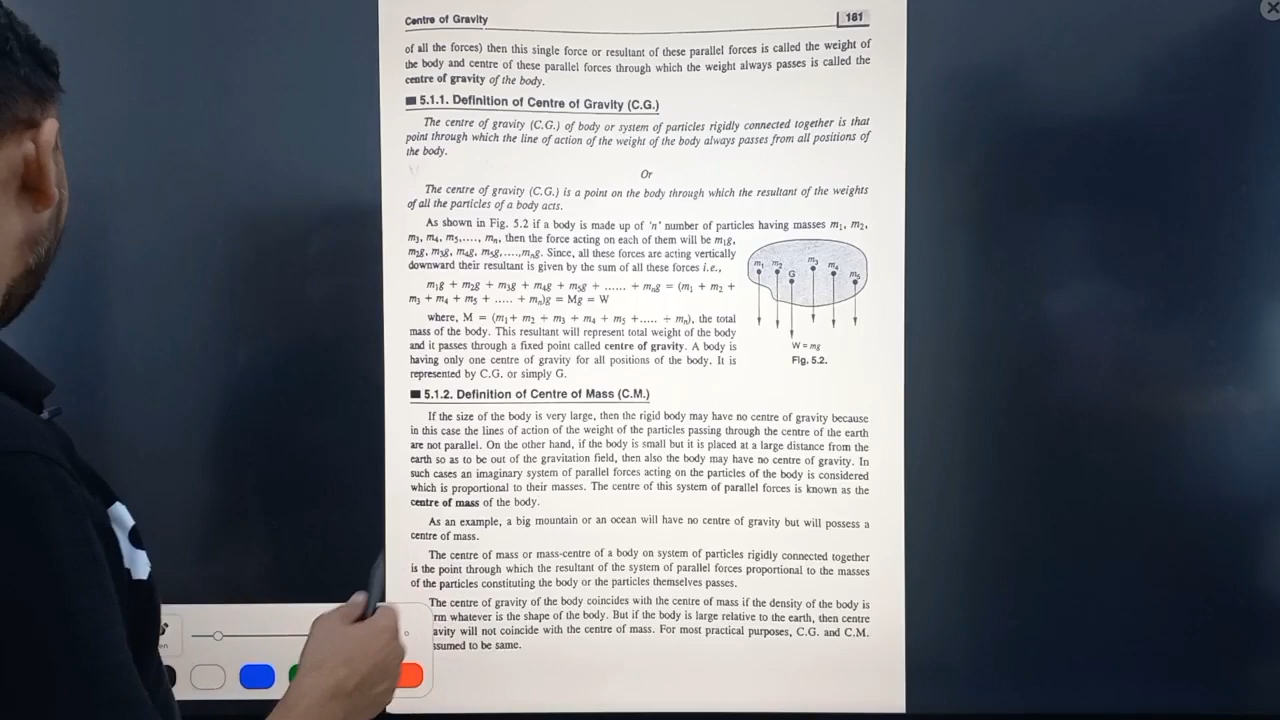 Centre of Gravity
181
of all the forces) then this single force or resultant of these parallel forces is called the weight of
the body and centre of these parallel forces through which the weight always passes is called the
centre of gravity of the body.
■ 5.1.1. Definition of Centre of Gravity (C.G.)
The centre of gravity (C.G.) of body or system of particles rigidly connected together is that
point through which the line of action of the weight of the body always passes from all positions of
the body.
Or
The centre of gravity (C.G.) is a point on the body through which the resultant of the weights
of all the particles of a body acts.
As shown in Fig. 5.2 if a body is made up of 'n' number of particles having masses m₁, m₂,
m₃, m₄, m₅,....., mₙ, then the force acting on each of them will be m₁g,
m₂g, m₃g, m₄g, m₅g,....,mₙg. Since, all these forces are acting vertically
downward their resultant is given by the sum of all these forces i.e.,
m₁g + m₂g + m₃g + m₄g + m₅g + ...... + mₙg = (m₁ + m₂ +
m₃ + m₄ + m₅ + ..... + mₙ)g = Mg = W
where, M = (m₁+ m₂ + m₃ + m₄ + m₅ +..... + mₙ), the total
mass of the body. This resultant will represent total weight of the body
and it passes through a fixed point called centre of gravity. A body is
having only one centre of gravity for all positions of the body. It is
represented by C.G. or simply G.
m₁ m₂ G m₃ m₄ m₅
W = mg
Fig. 5.2.
■ 5.1.2. Definition of Centre of Mass (C.M.)
If the size of the body is very large, then the rigid body may have no centre of gravity because
in this case the lines of action of the weight of the particles passing through the centre of the earth
are not parallel. On the other hand, if the body is small but it is placed at a large distance from the
earth so as to be out of the gravitation field, then also the body may have no centre of gravity. In
such cases an imaginary system of parallel forces acting on the particles of the body is considered
which is proportional to their masses. The centre of this system of parallel forces is known as the
centre of mass of the body.
As an example, a big mountain or an ocean will have no centre of gravity but will possess a
centre of mass.
The centre of mass or mass-centre of a body on system of particles rigidly connected together
is the point through which the resultant of the system of parallel forces proportional to the masses
of the particles constituting the body or the particles themselves passes.
The centre of gravity of the body coincides with the centre of mass if the density of the body is
rm whatever is the shape of the body. But if the body is large relative to the earth, then centre
avity will not coincide with the centre of mass. For most practical purposes, C.G. and C.M.
ssumed to be same.
en